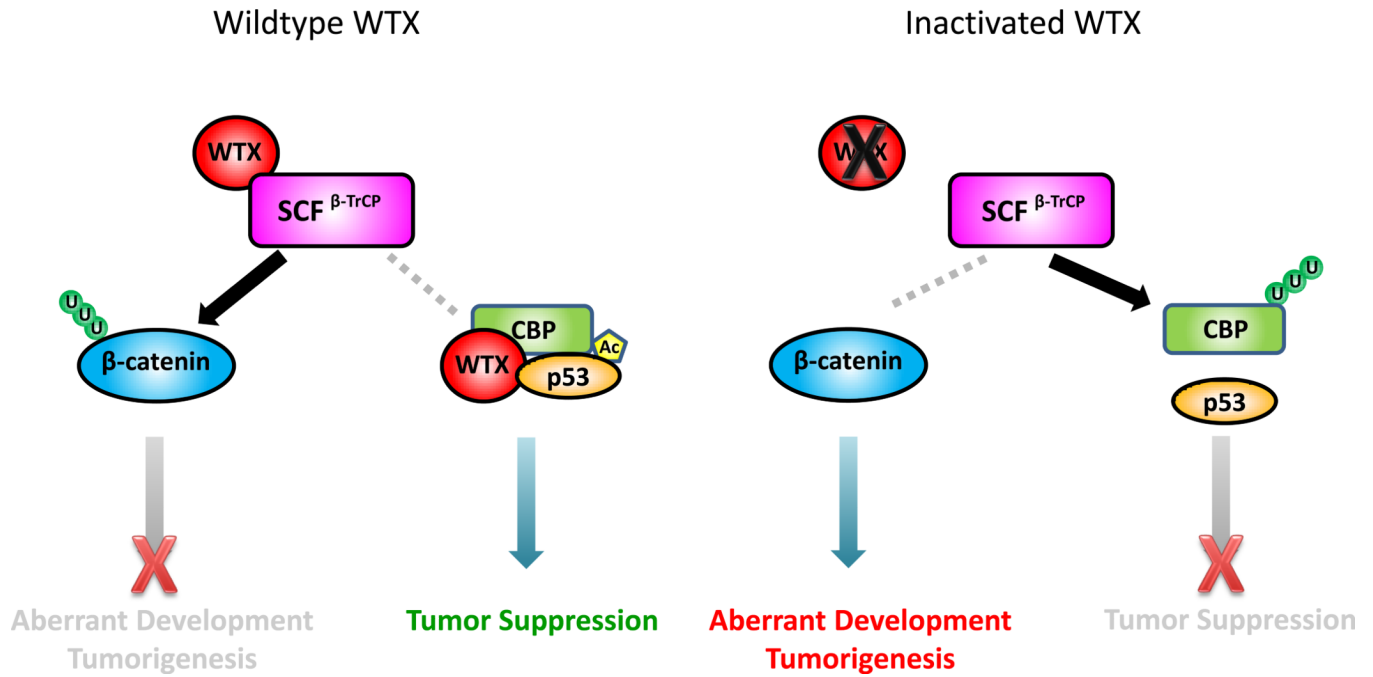 Wildtype WTX
Inactivated WTX
WTX
SCF β-TrCP
U
U
U
β-catenin
CBP
WTX
Ac
p53
Aberrant Development
Tumorigenesis
Tumor Suppression
WTX
SCF β-TrCP
β-catenin
U
U
U
CBP
p53
Aberrant Development
Tumorigenesis
Tumor Suppression